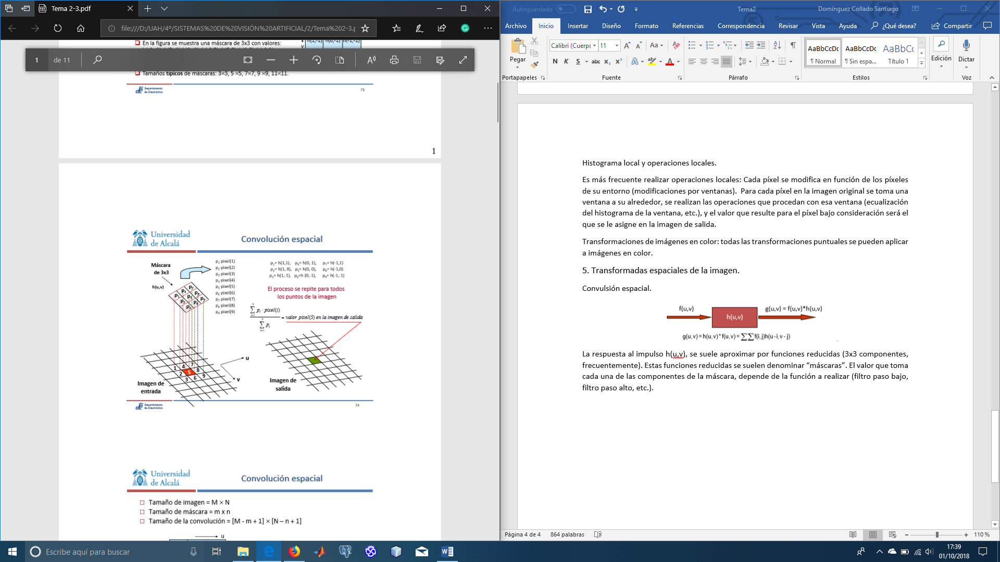 Tema 2-3.pdf
file:///D:/UAH/4º/SISTEMAS%20DE%20VISIÓN%20ARTIFICIAL/2/Tema%202-3.p
En la figura se muestra una máscara de 3x3 con valores:
h(1,-1) h(0,-1) h(-1,-1)
v
1 de 11
Tamaños típicos de máscaras: 3×3, 5 ×5, 7×7, 9 ×9, 11×11.
Departamento
de Electrónica
73
1
Universidad
de Alcalá
Convolución espacial
Máscara
de 3x3
h(u,v)
p1·pixel(1)
p2·pixel(2)
p3·pixel(3)
p4·pixel(4)
p5·pixel(5)
p6·pixel(6)
p7·pixel(7)
p8·pixel(8)
p9·pixel(9)
p1= h(1,1), p4= h(0, 1), p7= h(-1,1)
p2= h(1, 0), p5= h(0, 0), p8= h(-1,0)
p3= h(1,-1), p6=h (0,-1), p9= h(-1,-1)
El proceso se repite para todos
los puntos de la imagen
p1 p2 p3 p4 p5 p6 p7 p8 p9
∑ pi · pixel(i) / ∑ pi = valor pixel(5) en la imagen de salida
1 2 3 4 5 6 7 8 9
u
v
Imagen de
entrada
Imagen de
salida
Departamento
de Electrónica
74
Universidad
de Alcalá
Convolución espacial
Tamaño de imagen = M × N
Tamaño de máscara = m x n
Tamaño de la convolución = [M - m + 1] × [N – n + 1]
u
Autoguardado
Tema2
Domínguez Collado Santiago
Archivo Inicio Insertar Diseño Formato Referencias Correspondencia Revisar Vista Ayuda ¿Qué desea? Compartir
Pegar
Calibri (Cuerpo 11
Aa
N K S abc x2 x2
AaBbCcDc AaBbCcDc AaBbCc
¶ Normal ¶ Sin espa... Título 1
Edición
Dictar
Portapapeles Fuente Párrafo Estilos Voz
Histograma local y operaciones locales.
Es más frecuente realizar operaciones locales: Cada píxel se modifica en función de los píxeles
de su entorno (modificaciones por ventanas). Para cada píxel en la imagen original se toma una
ventana a su alrededor, se realizan las operaciones que procedan con esa ventana (ecualización
del histograma de la ventana, etc.), y el valor que resulte para el píxel bajo consideración será el
que se le asigne en la imagen de salida.
Transformaciones de imágenes en color: todas las transformaciones puntuales se pueden aplicar
a imágenes en color.
5. Transformadas espaciales de la imagen.
Convulsión espacial.
f(u,v) h(u,v) g(u,v) = f(u,v)*h(u,v)
g(u,v) = h(u,v)*f(u,v) = ∑∑f(i,j)h(u-i,v-j)
La respuesta al impulso h(u,v), se suele aproximar por funciones reducidas (3x3 componentes,
frecuentemente). Estas funciones reducidas se suelen denominar “máscaras”. El valor que toma
cada una de las componentes de la máscara, depende de la función a realizar (filtro paso bajo,
filtro paso alto, etc.).
Página 4 de 4 864 palabras
110 %
Escribe aquí para buscar
17:39
01/10/2018